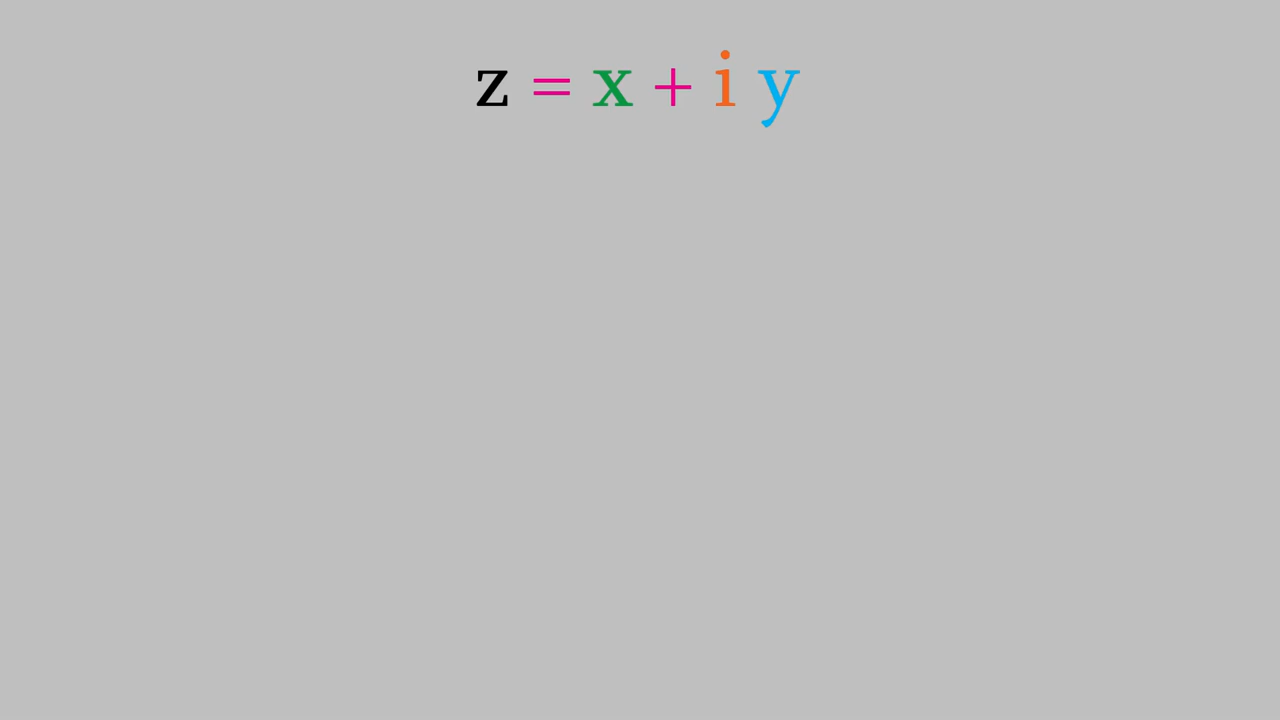 z = x + i y